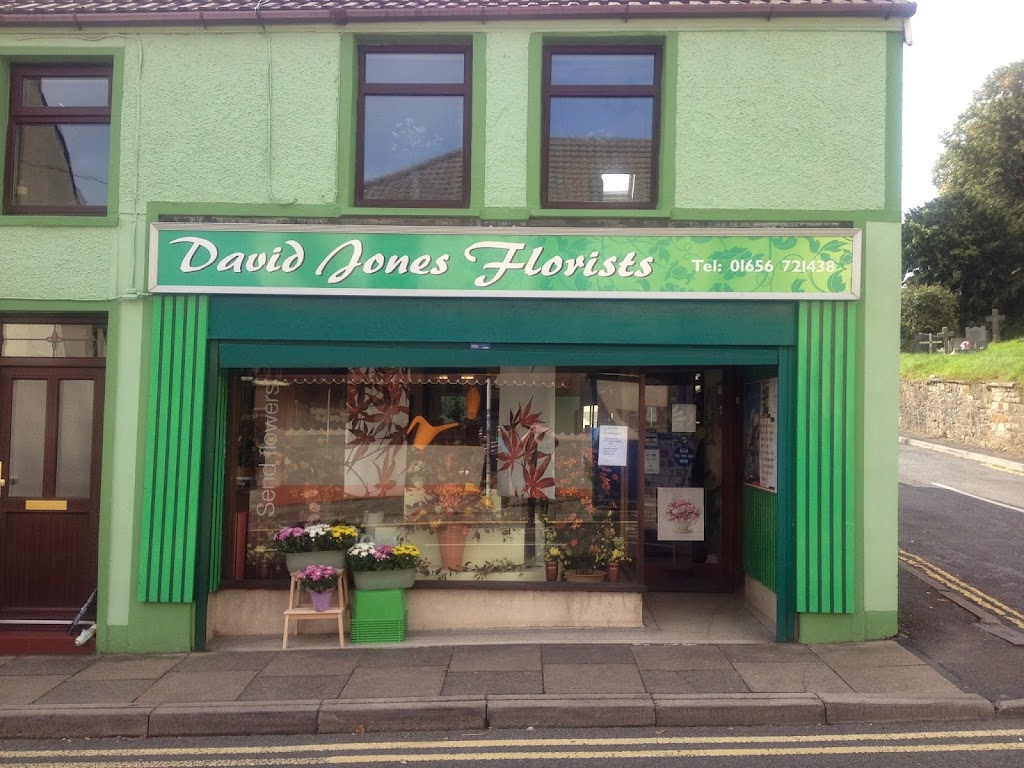 David Jones Florists
Tel: 01656 721438
Send flowers